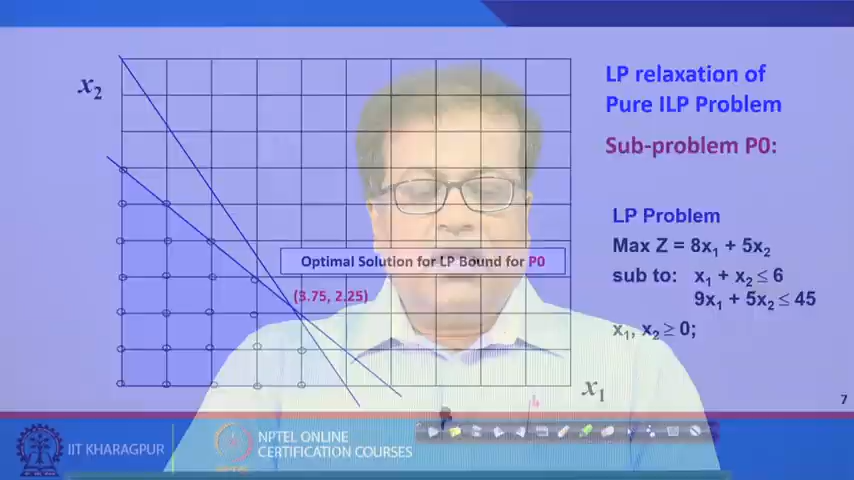 x₂
LP relaxation of
Pure ILP Problem
Sub-problem P0:
LP Problem
Max Z = 8x₁ + 5x₂
sub to: x₁ + x₂ ≤ 6
9x₁ + 5x₂ ≤ 45
x₁, x₂ ≥ 0;
Optimal Solution for LP Bound for P0
(3.75, 2.25)
x₁
7
IIT KHARAGPUR
NPTEL ONLINE
CERTIFICATION COURSES